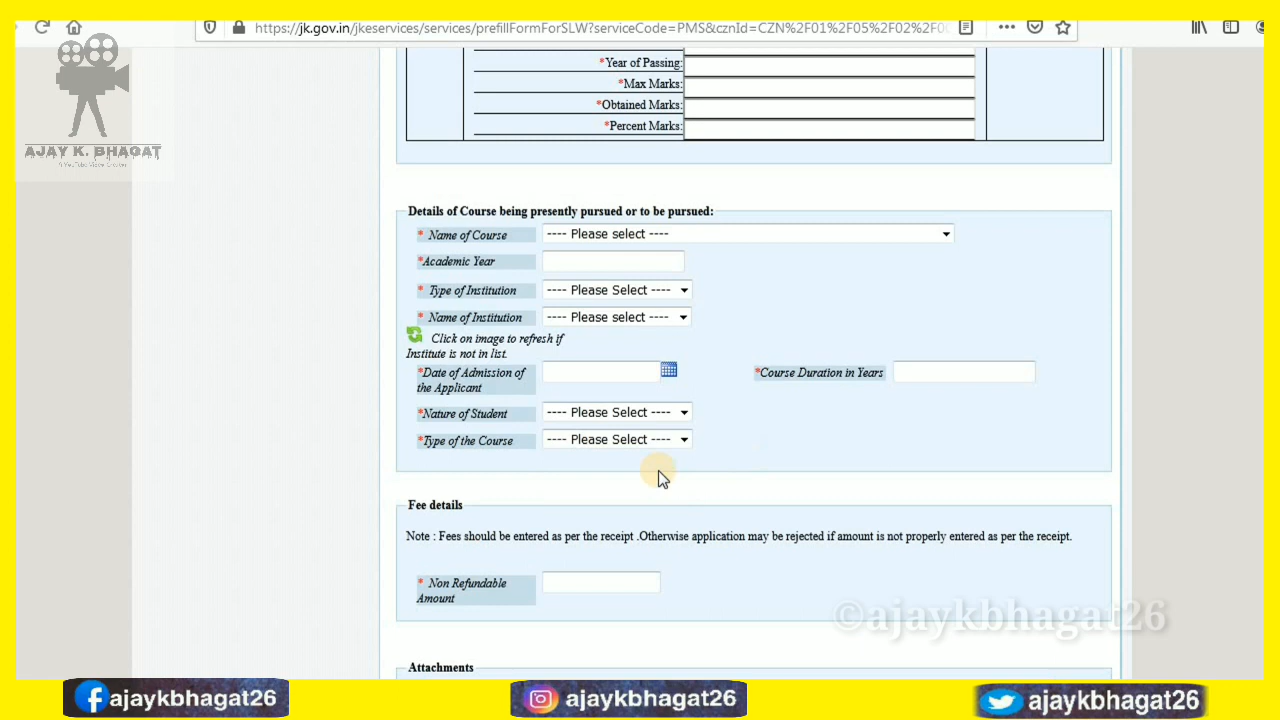 https://jk.gov.in/jkeservices/services/prefillFormForSLW?serviceCode=PMS&cznId=CZN%2F01%2F05%2F02%2F0
*Year of Passing:
*Max Marks:
*Obtained Marks:
*Percent Marks:
AJAY K. BHAGAT
A YouTube Video Creator
Details of Course being presently pursued or to be pursued:
* Name of Course ---- Please select ----
*Academic Year
* Type of Institution ---- Please Select ----
* Name of Institution ---- Please select ----
Click on image to refresh if
Institute is not in list.
*Date of Admission of
the Applicant
*Course Duration in Years
*Nature of Student ---- Please Select ----
*Type of the Course ---- Please Select ----
Fee details
Note : Fees should be entered as per the receipt .Otherwise application may be rejected if amount is not properly entered as per the receipt.
* Non Refundable
Amount
©ajaykbhagat26
Attachments
ajaykbhagat26
ajaykbhagat26
ajaykbhagat26